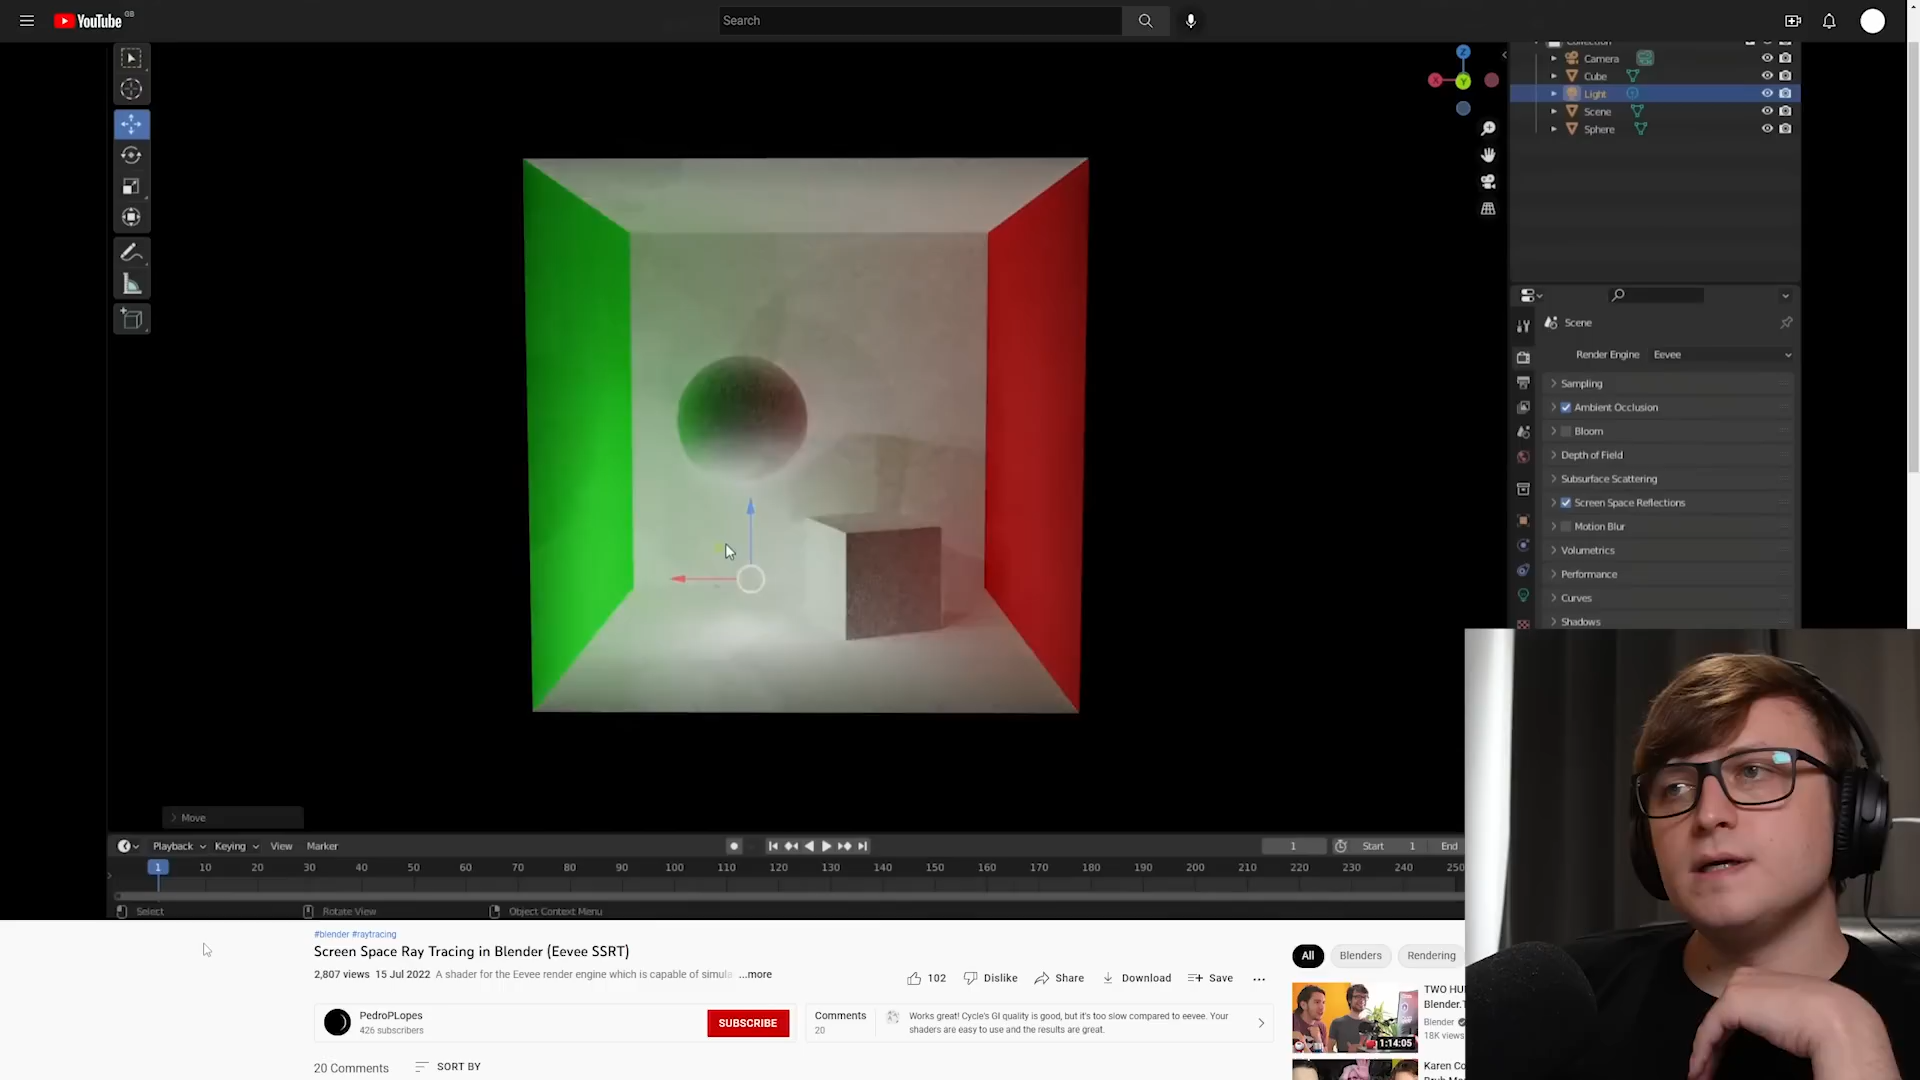 YouTube GB
Search
Collection
Camera
Cube
Light
Scene
Sphere
Z
X
Y
Scene
Render Engine Eevee
Sampling
Ambient Occlusion
Bloom
Depth of Field
Subsurface Scattering
Screen Space Reflections
Motion Blur
Volumetrics
Performance
Curves
Shadows
Move
Playback Keying View Marker
1 Start 1 End
1 10 20 30 40 50 60 70 80 90 100 110 120 130 140 150 160 170 180 190 200 210 220 230 240 250
Select Rotate View Object Context Menu
#blender #raytracing
Screen Space Ray Tracing in Blender (Eevee SSRT)
2,807 views 15 Jul 2022 A shader for the Eevee render engine which is capable of simula ...more
102 Dislike Share Download Save
PedroPLopes
426 subscribers
SUBSCRIBE
Comments
20
Works great! Cycle's GI quality is good, but it's too slow compared to eevee. Your
shaders are easy to use and the results are great.
20 Comments SORT BY
All Blenders Rendering
TWO HU
Blender.T
Blender
18K views
1:14:05
Karen Co